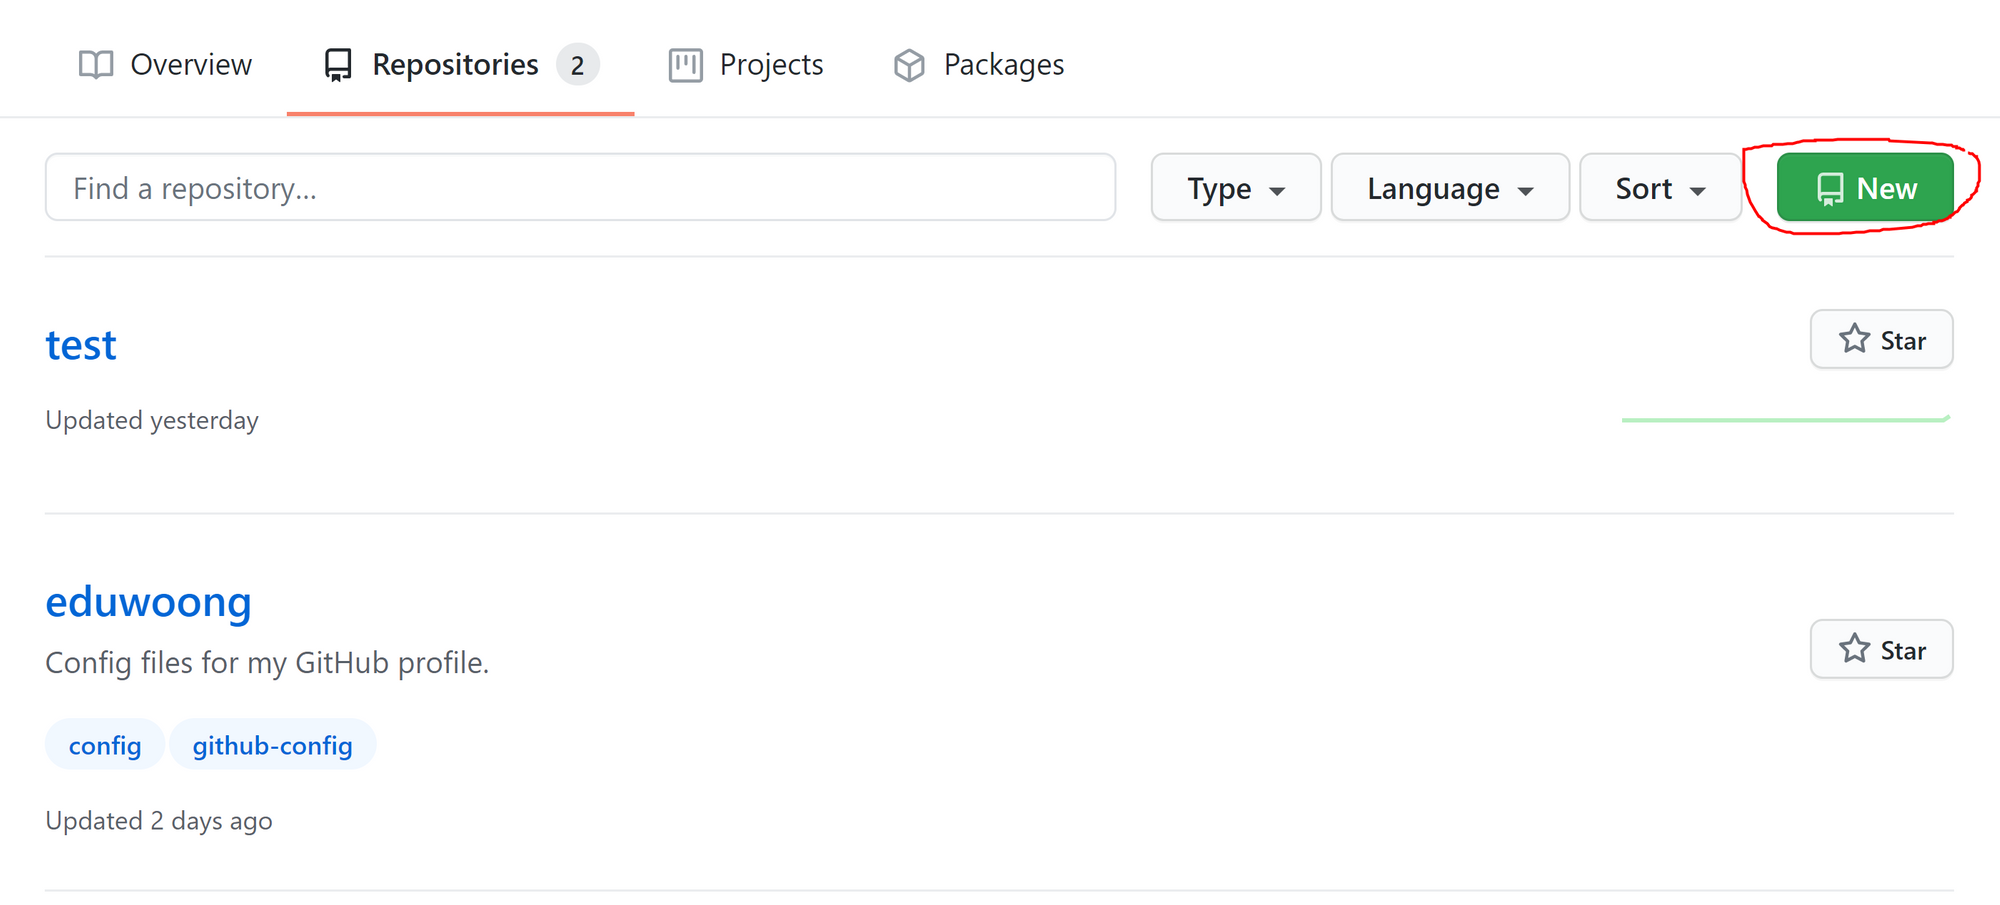 Overview Repositories 2 Projects Packages
Find a repository... Type Language Sort New
test Star
Updated yesterday
eduwoong
Config files for my GitHub profile. Star
config github-config
Updated 2 days ago